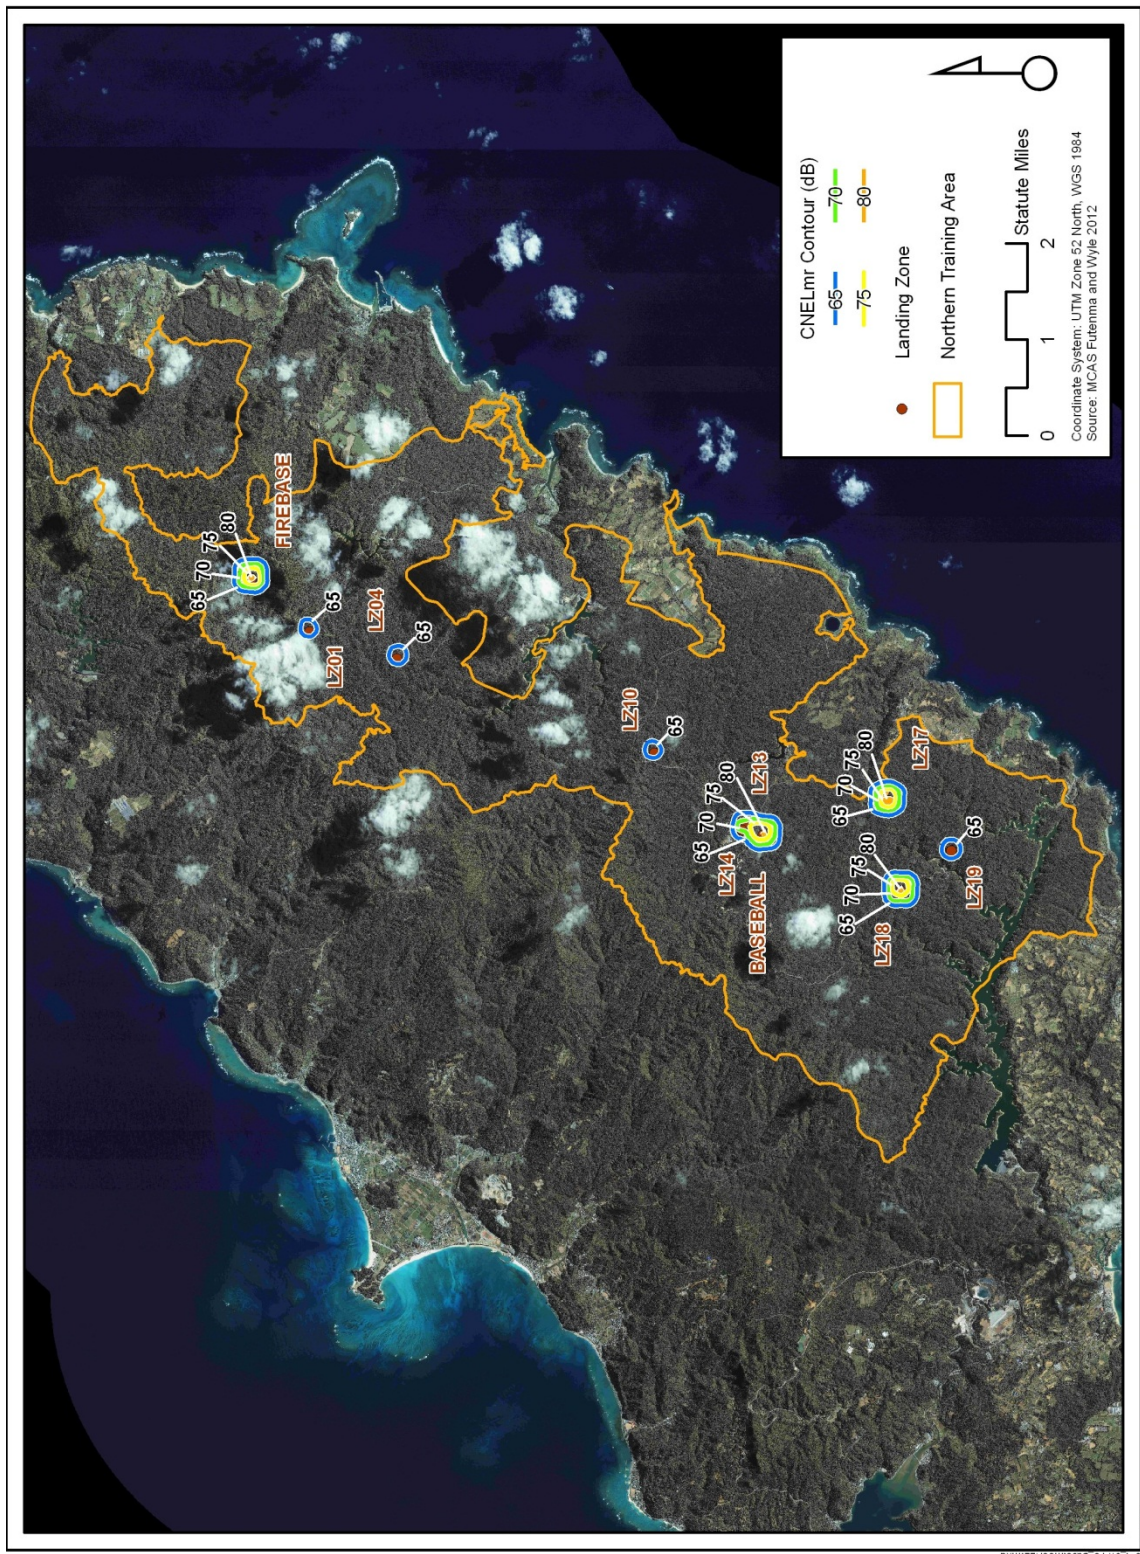 CNELmr Contour (dB)
65
70
75
80
Landing Zone
Northern Training Area
0
1
2
Statute Miles
Coordinate System: UTM Zone 52 North, WGS 1984
Source: MCAS Futenma and Wyle 2012
FIREBASE
65
70
75
80
LZ01
65
LZ04
65
LZ10
65
LZ14
65
70
75
80
LZ13
BASEBALL
LZ17
65
70
75
80
LZ18
65
70
75
80
LZ19
65